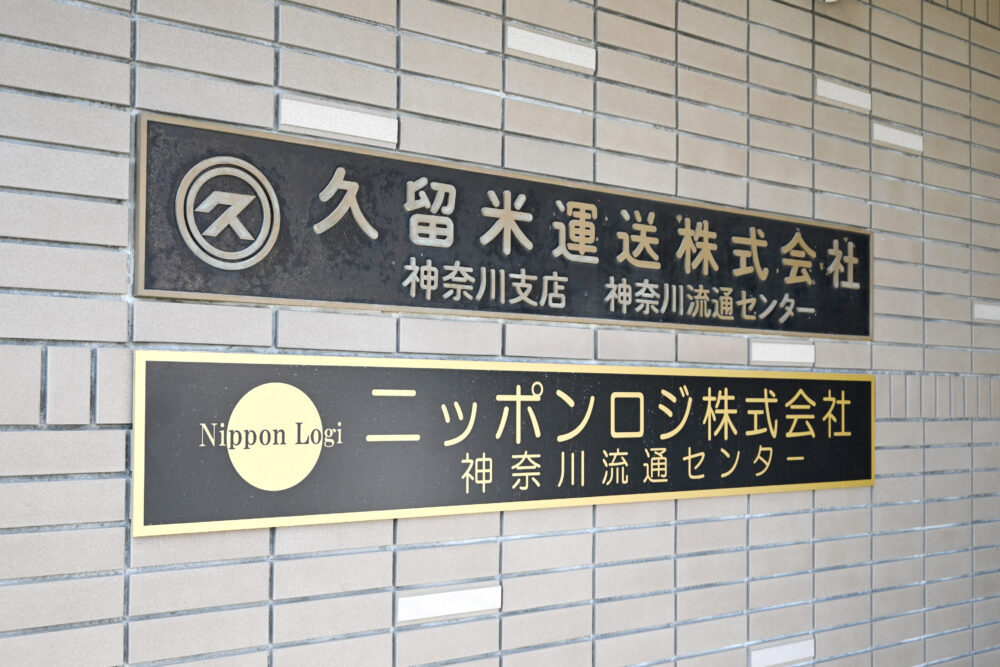 久 久留米運送株式会社
神奈川支店 神奈川流通センター
Nippon Logi ニッポンロジ株式会社
神奈川流通センター